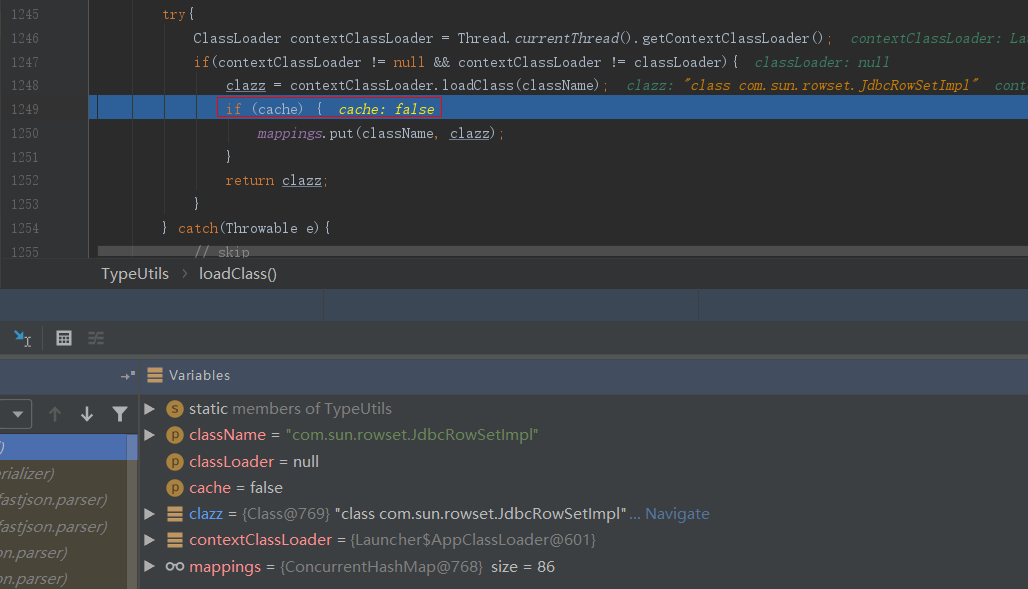 1245 try{
1246 ClassLoader contextClassLoader = Thread.currentThread().getContextClassLoader(); contextClassLoader: La
1247 if(contextClassLoader != null && contextClassLoader != classLoader){ classLoader: null
1248 clazz = contextClassLoader.loadClass(className); clazz: "class com.sun.rowset.JdbcRowSetImpl" cont
1249 if (cache) { cache: false
1250 mappings.put(className, clazz);
1251 }
1252 return clazz;
1253 }
1254 } catch(Throwable e){
1255 // skip
TypeUtils › loadClass()
Variables
static members of TypeUtils
className = "com.sun.rowset.JdbcRowSetImpl"
)
classLoader = null
rializer)
cache = false
fastjson.parser)
clazz = {Class@769} "class com.sun.rowset.JdbcRowSetImpl"... Navigate
fastjson.parser)
contextClassLoader = {Launcher$AppClassLoader@601}
on.parser)
mappings = {ConcurrentHashMap@768} size = 86
on.parser)